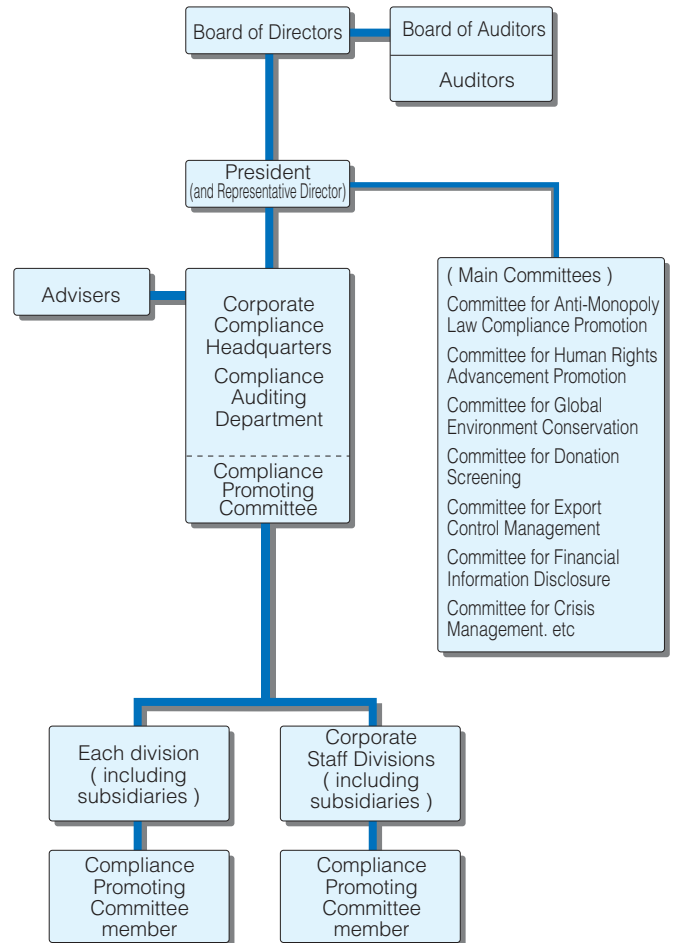 Board of Directors
Board of Auditors
Auditors
President
(and Representative Director)
Advisers
Corporate
Compliance
Headquarters
Compliance
Auditing
Department
Compliance
Promoting
Committee
( Main Committees )
Committee for Anti-Monopoly
Law Compliance Promotion
Committee for Human Rights
Advancement Promotion
Committee for Global
Environment Conservation
Committee for Donation
Screening
Committee for Export
Control Management
Committee for Financial
Information Disclosure
Committee for Crisis
Management. etc
Each division
( including
subsidiaries )
Corporate
Staff Divisions
( including
subsidiaries )
Compliance
Promoting
Committee
member
Compliance
Promoting
Committee
member